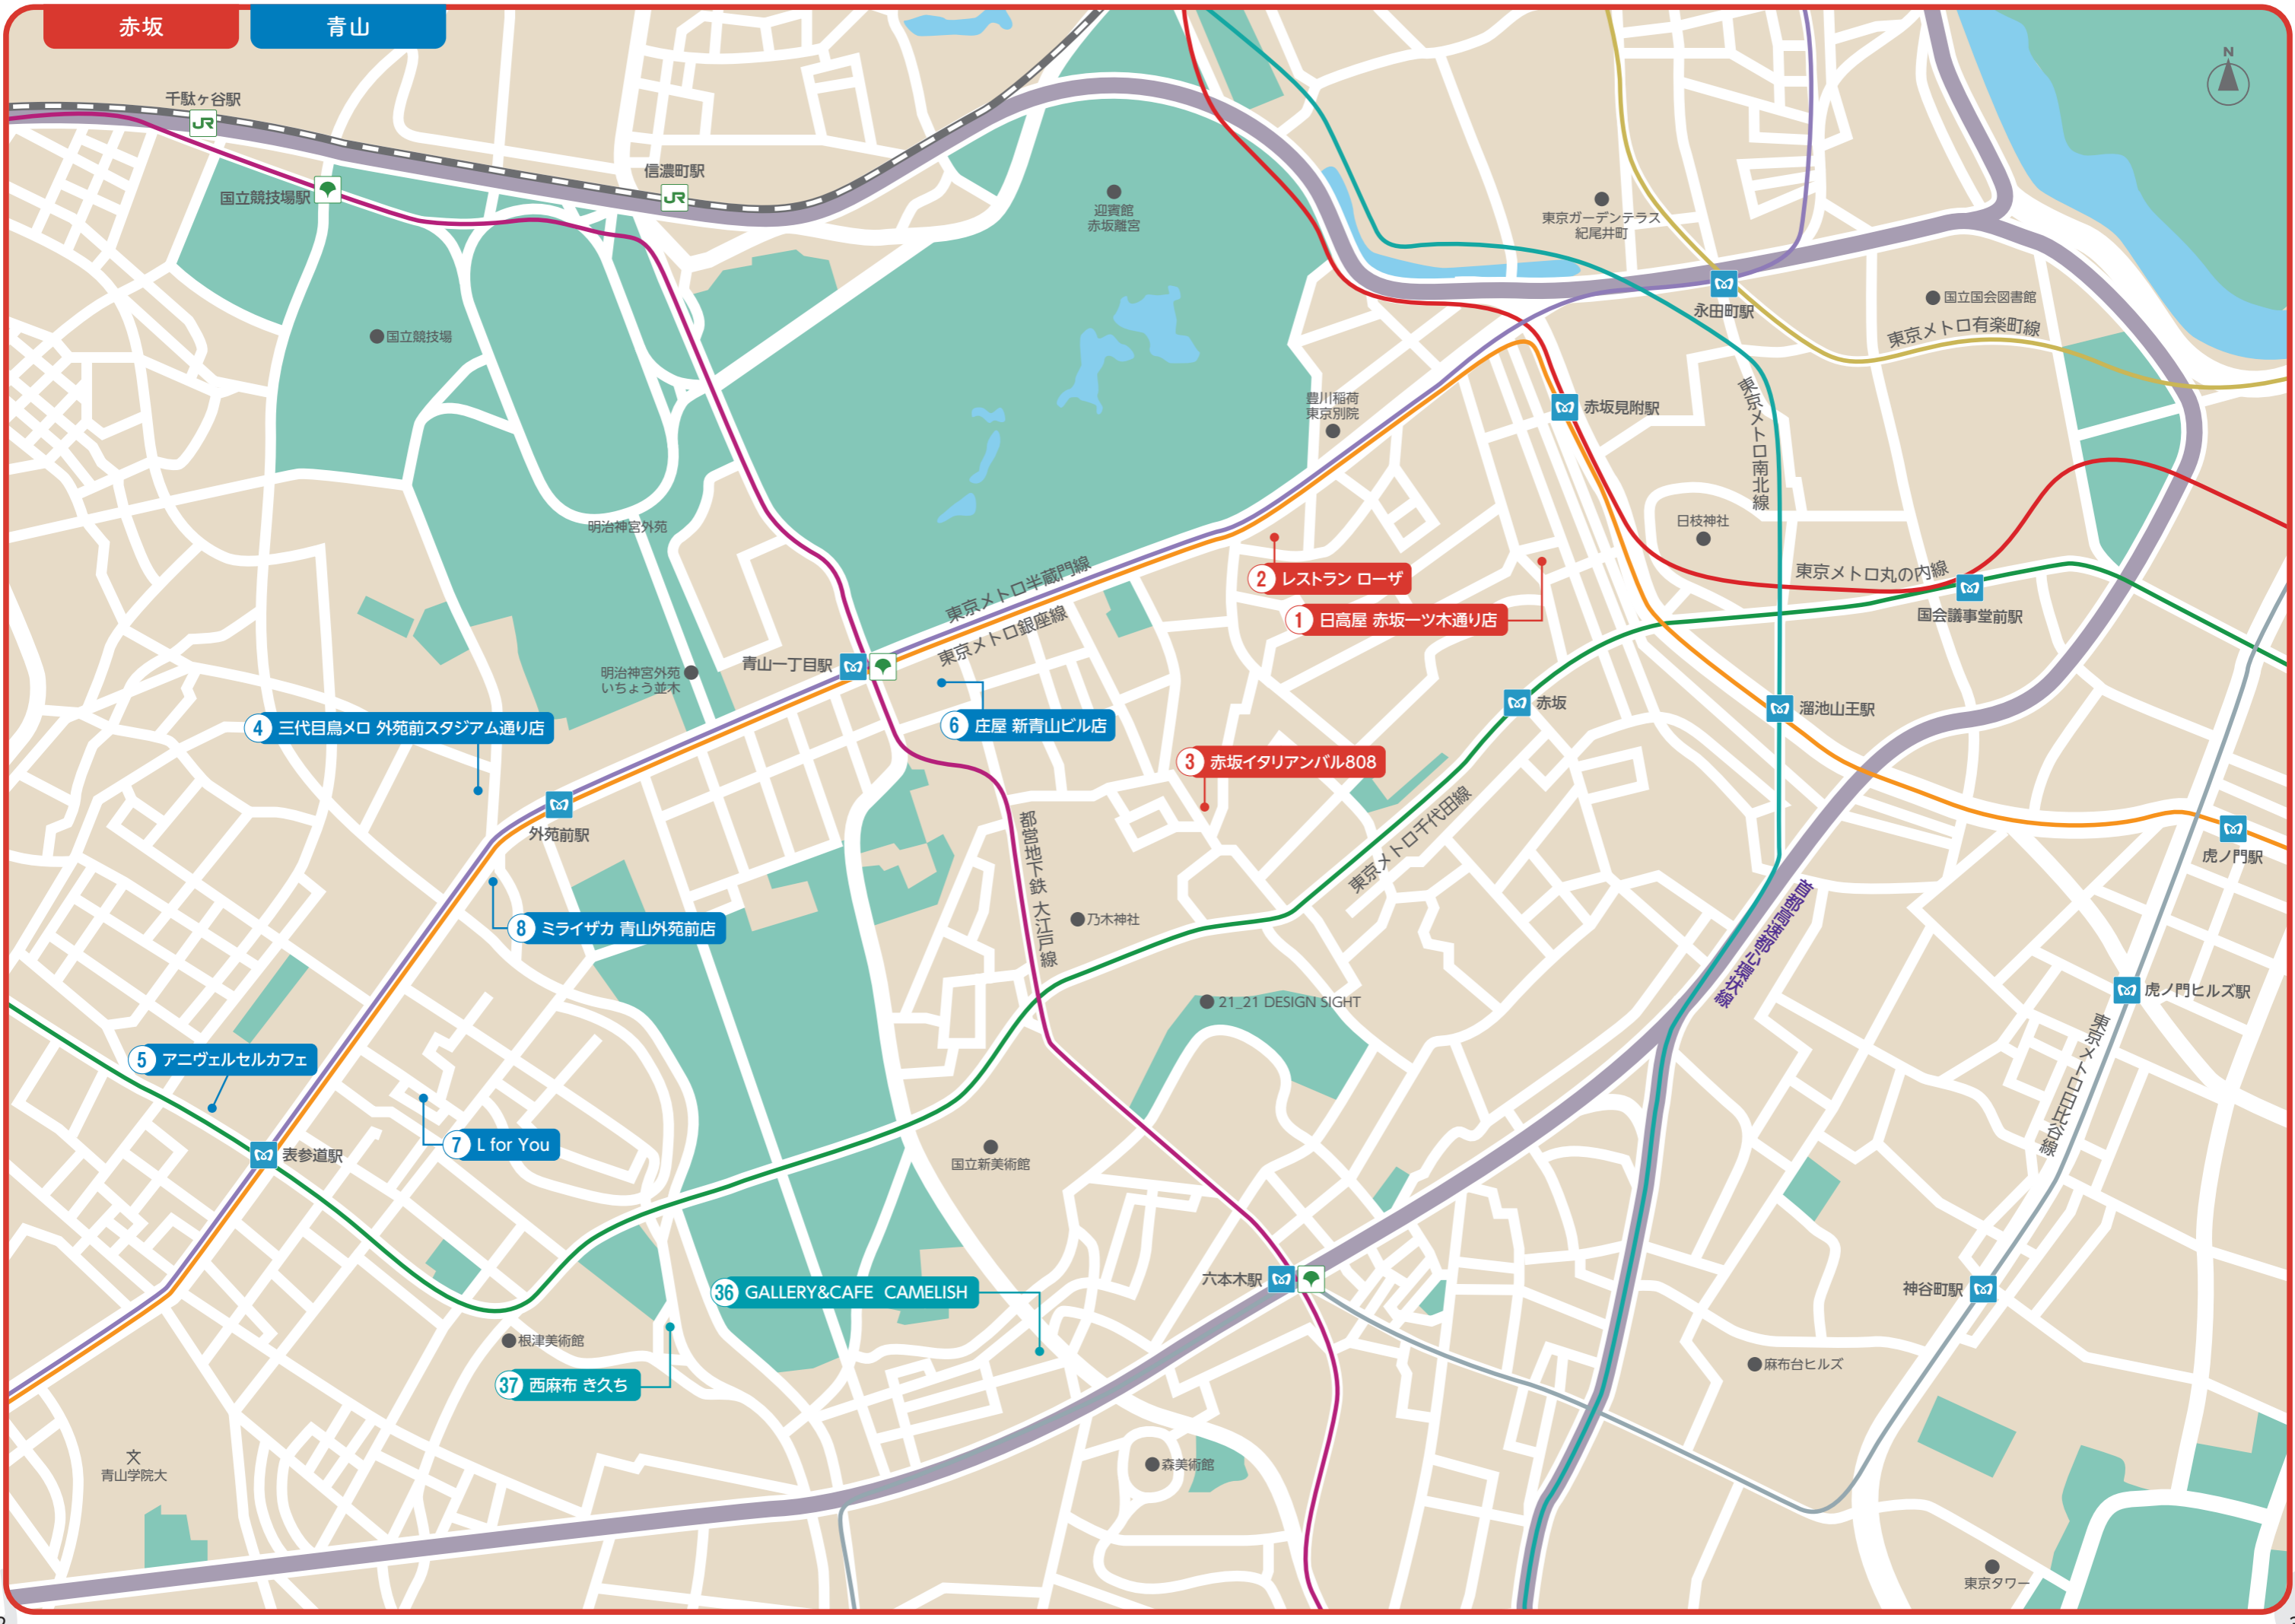 赤坂
青山
N
千駄ヶ谷駅
JR
国立競技場駅
信濃町駅
JR
迎賓館
赤坂離宮
東京ガーデンテラス
紀尾井町
永田町駅
国立国会図書館
東京メトロ有楽町線
国立競技場
豊川稲荷
東京別院
赤坂見附駅
東京メトロ南北線
明治神宮外苑
日枝神社
東京メトロ半蔵門線
東京メトロ銀座線
2 レストラン ローザ
1 日高屋 赤坂一ツ木通り店
東京メトロ丸の内線
国会議事堂前駅
明治神宮外苑
いちょう並木
青山一丁目駅
赤坂
溜池山王駅
4 三代目鳥メロ 外苑前スタジアム通り店
6 庄屋 新青山ビル店
3 赤坂イタリアンバル808
外苑前駅
都営地下鉄 大江戸線
東京メトロ千代田線
虎ノ門駅
8 ミライザカ 青山外苑前店
乃木神社
首都高速都心環状線
21_21 DESIGN SIGHT
虎ノ門ヒルズ駅
東京メトロ日比谷線
5 アニヴェルセルカフェ
7 L for You
表参道駅
国立新美術館
六本木駅
神谷町駅
36 GALLERY&CAFE CAMELISH
根津美術館
37 西麻布 き久ち
麻布台ヒルズ
文
青山学院大
森美術館
東京タワー